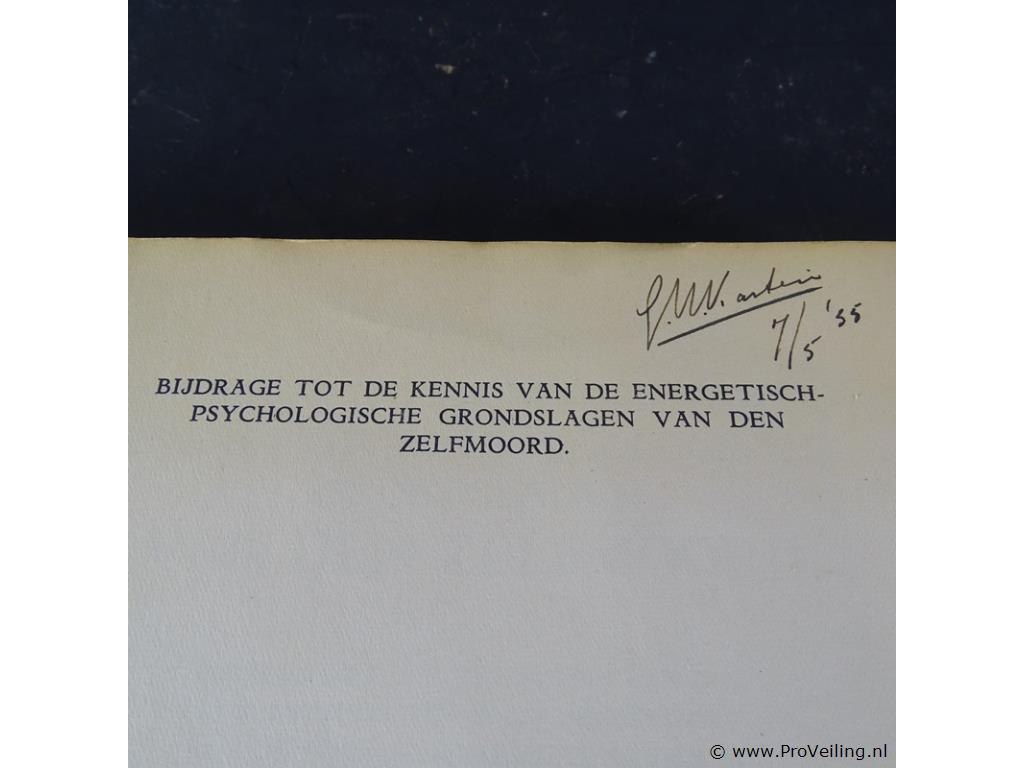 7/5 '55
BIJDRAGE TOT DE KENNIS VAN DE ENERGETISCH-
PSYCHOLOGISCHE GRONDSLAGEN VAN DEN
ZELFMOORD.
© www.ProVeiling.nl